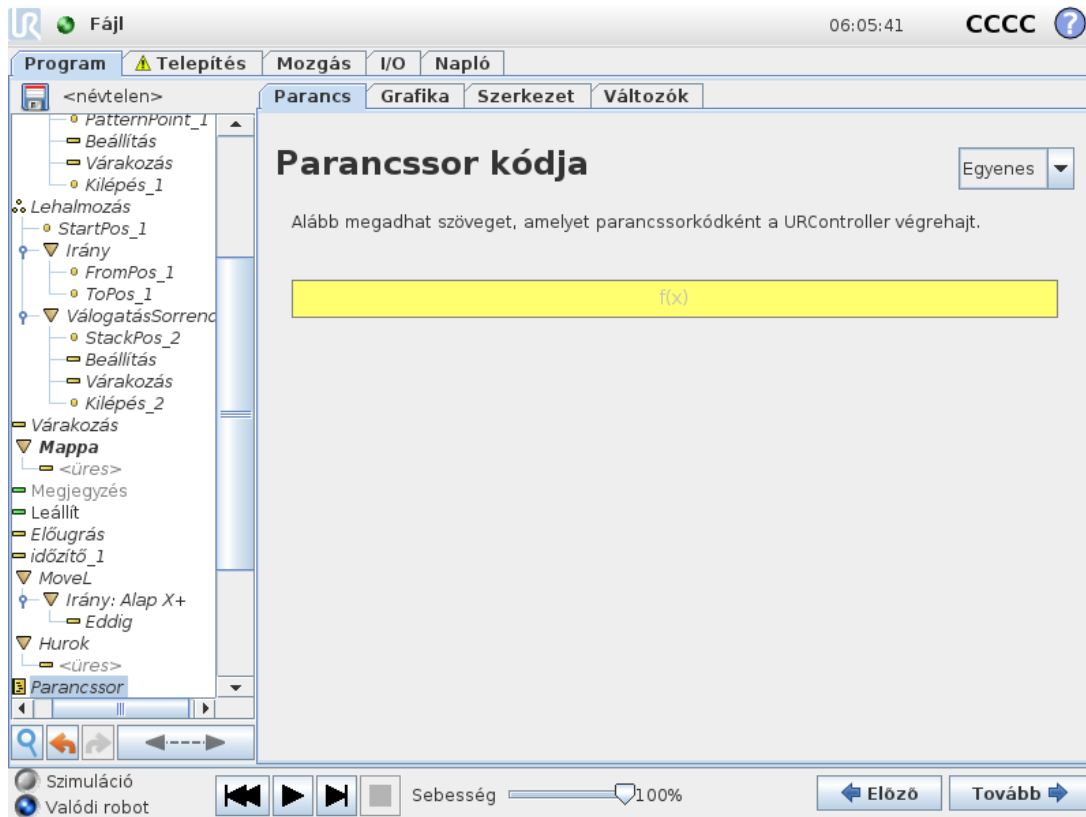 Fájl
06:05:41
CCCC
?
Program
Telepítés
Mozgás
I/O
Napló
<névtelen>
Parancs
Grafika
Szerkezet
Változók
PatternPoint_1
Beállítás
Várakozás
Kilépés_1
Lehalmozás
StartPos_1
Irány
FromPos_1
ToPos_1
VálogatásSorrend
StackPos_2
Beállítás
Várakozás
Kilépés_2
Várakozás
Mappa
<üres>
Megjegyzés
Leállít
Előugrás
időzítő_1
MoveL
Irány: Alap X+
Eddig
Hurok
<üres>
Parancssor
Parancssor kódja
Egyenes
Alább megadhat szöveget, amelyet parancssorkódként a URController végrehajt.
f(x)
Szimuláció
Valódi robot
Sebesség
100%
Előző
Tovább